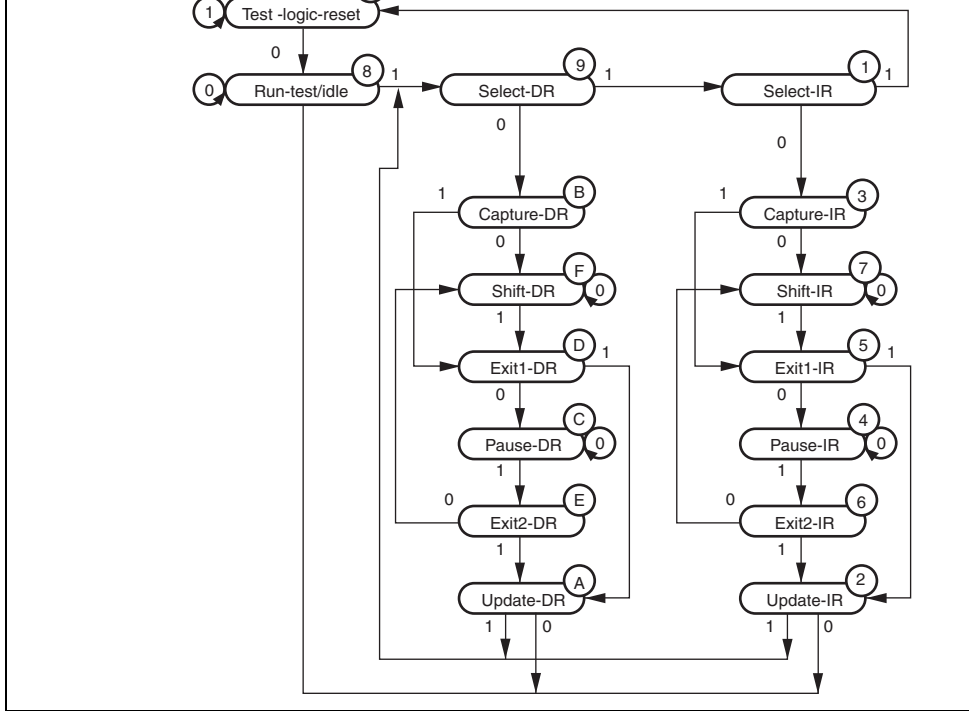 1 Test -logic-reset
0
8 9 1
0 Run-test/idle 1 Select-DR 1 Select-IR 1
0 0
B 3
1 Capture-DR 1 Capture-IR
0 0
F 7
Shift-DR 0 Shift-IR 0
1 1
D 5
Exit1-DR 1 Exit1-IR 1
0 0
C 4
Pause-DR 0 Pause-IR 0
1 1
E 6
0 Exit2-DR 0 Exit2-IR
1 1
A 2
Update-DR Update-IR
1 0 1 0